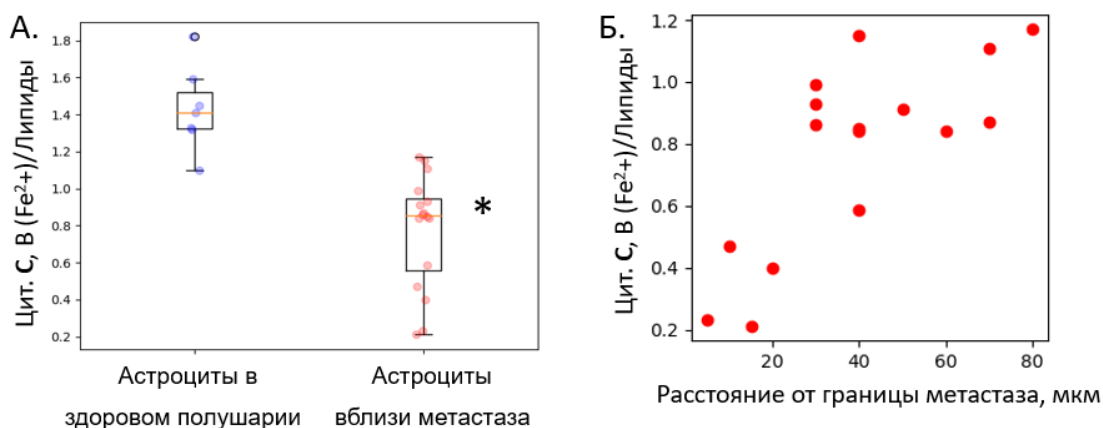 А.
Цит. С, В (Fe²+)/Липиды
1.8
1.6
1.4
1.2
1.0
0.8
0.6
0.4
0.2
*
Астроциты в
здоровом полушарии
Астроциты
вблизи метастаза
Б.
Цит. С, В (Fe²+)/Липиды
1.2
1.0
0.8
0.6
0.4
0.2
20
40
60
80
Расстояние от границы метастаза, мкм